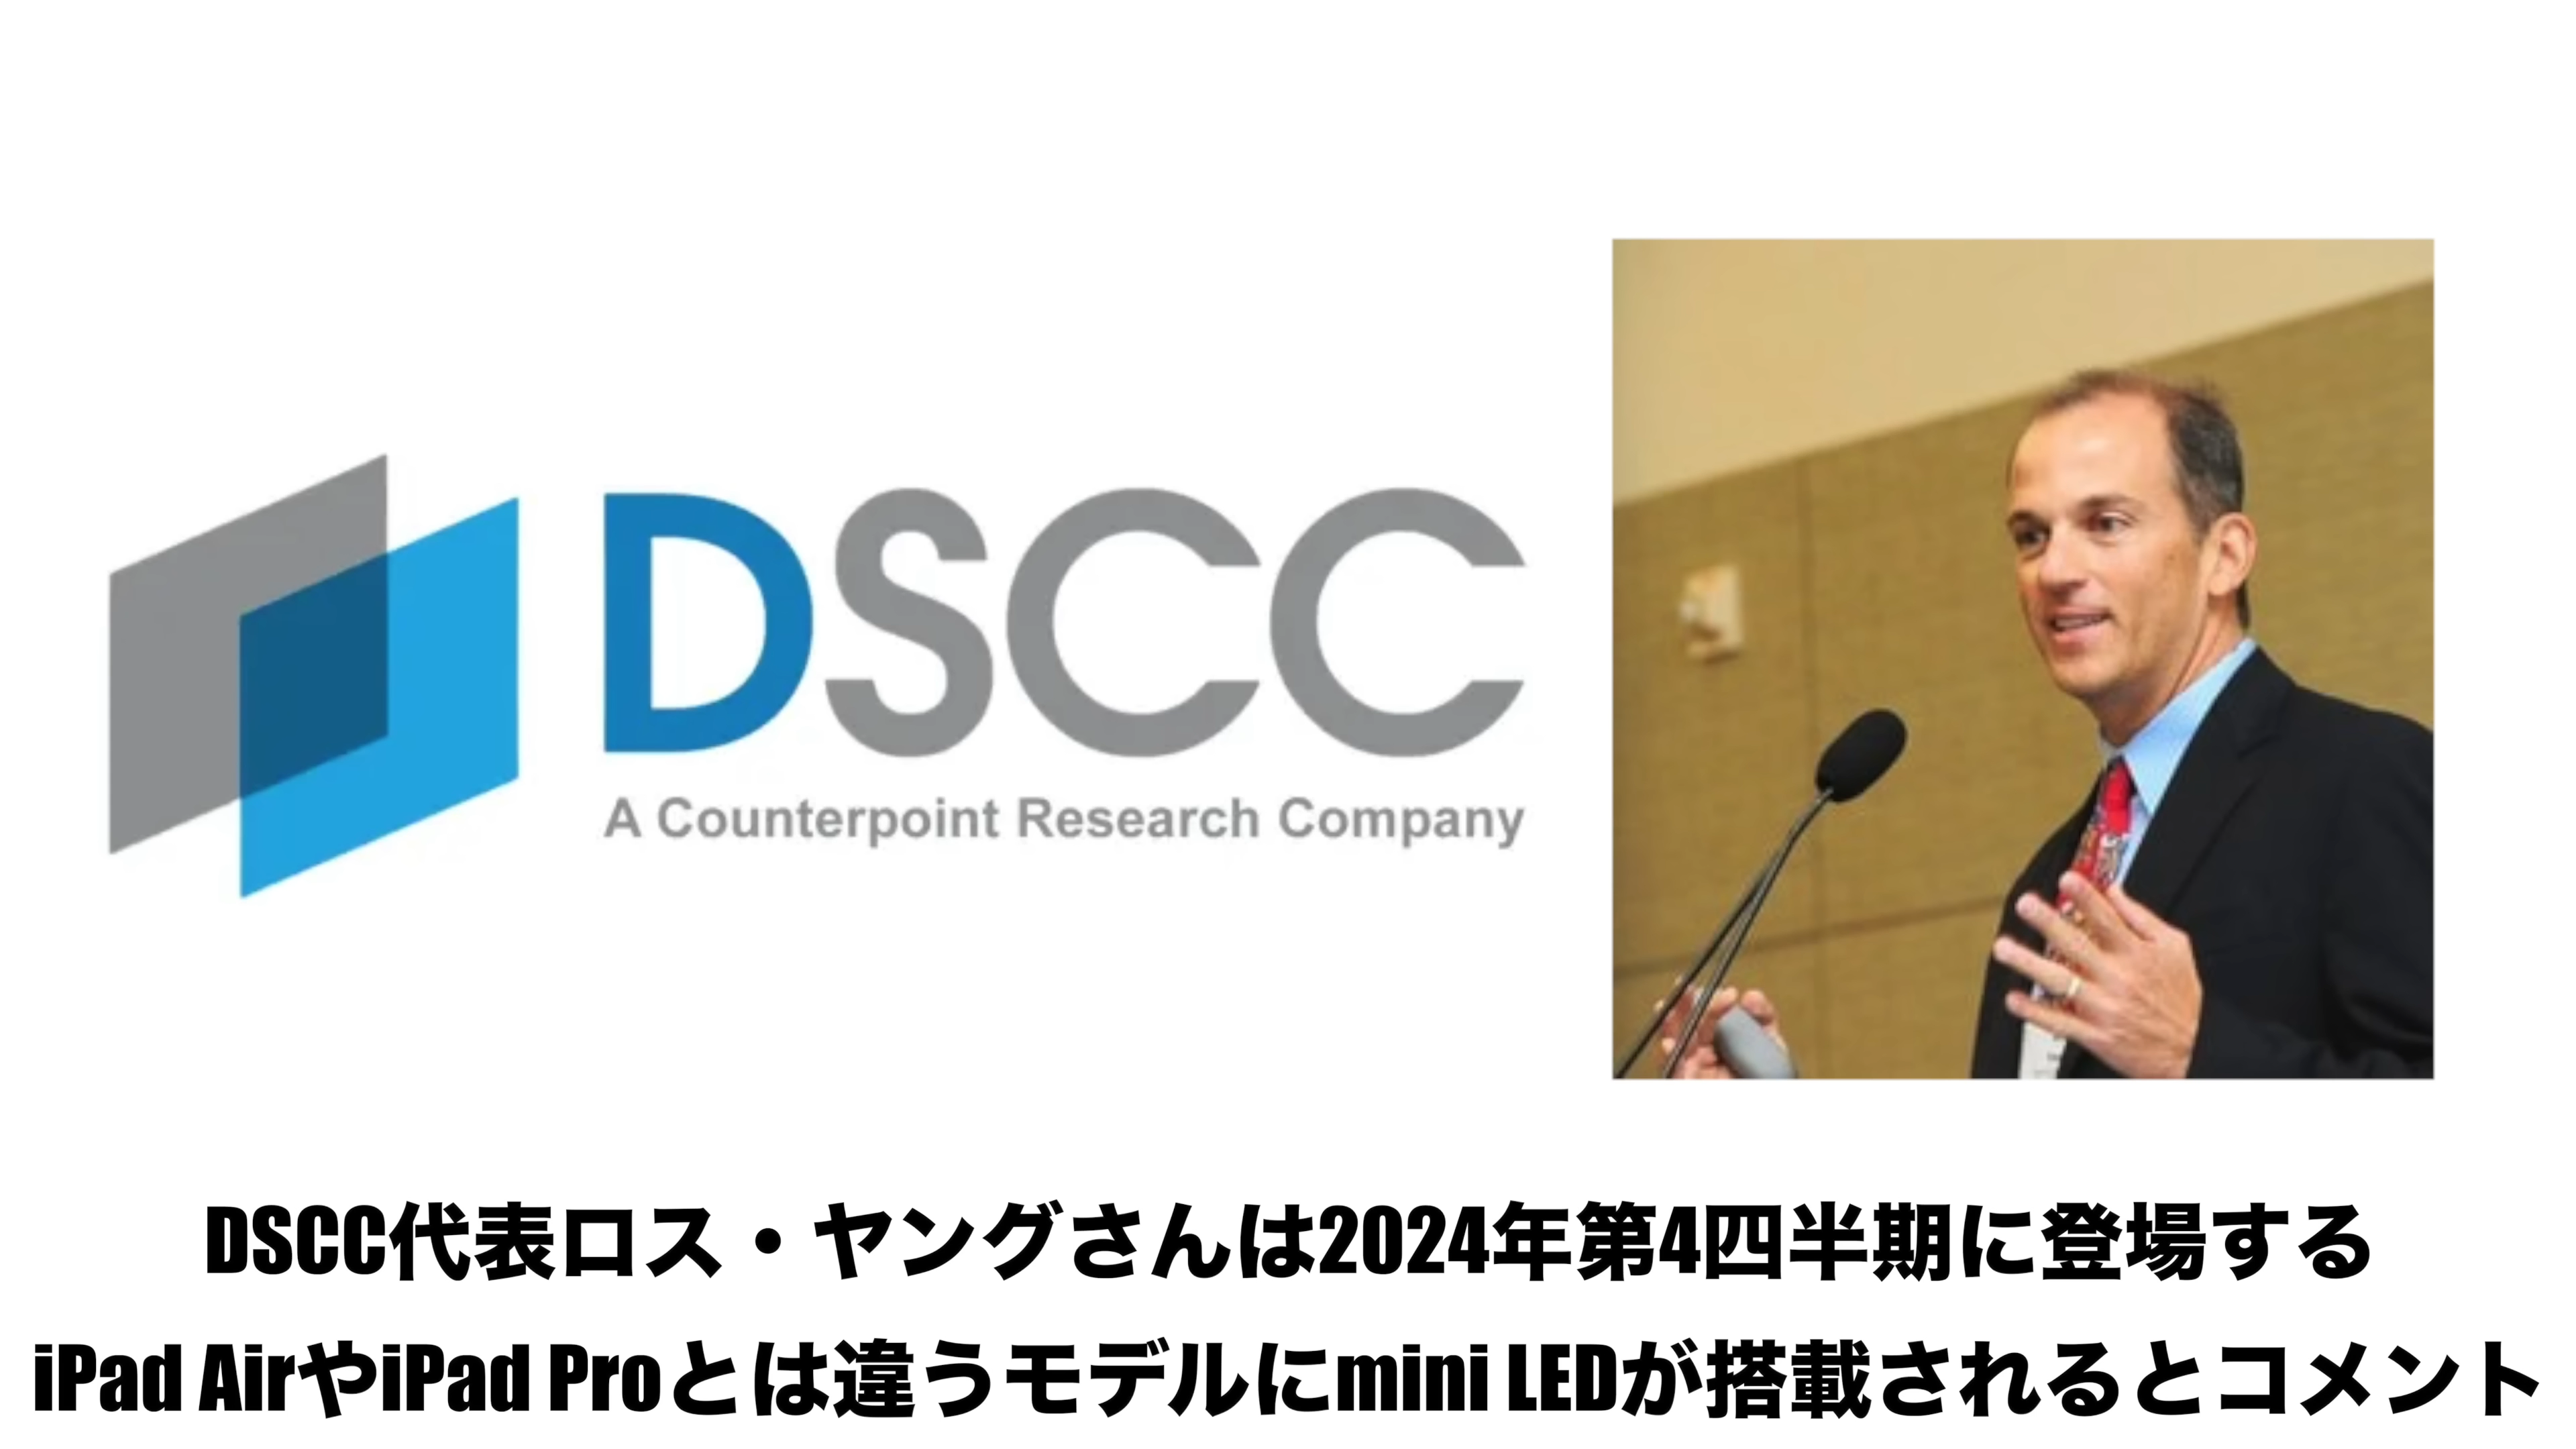 DSCC
A Counterpoint Research Company
DSCC代表ロス・ヤングさんは2024年第4四半期に登場する
iPad AirやiPad Proとは違うモデルにmini LEDが搭載されるとコメント